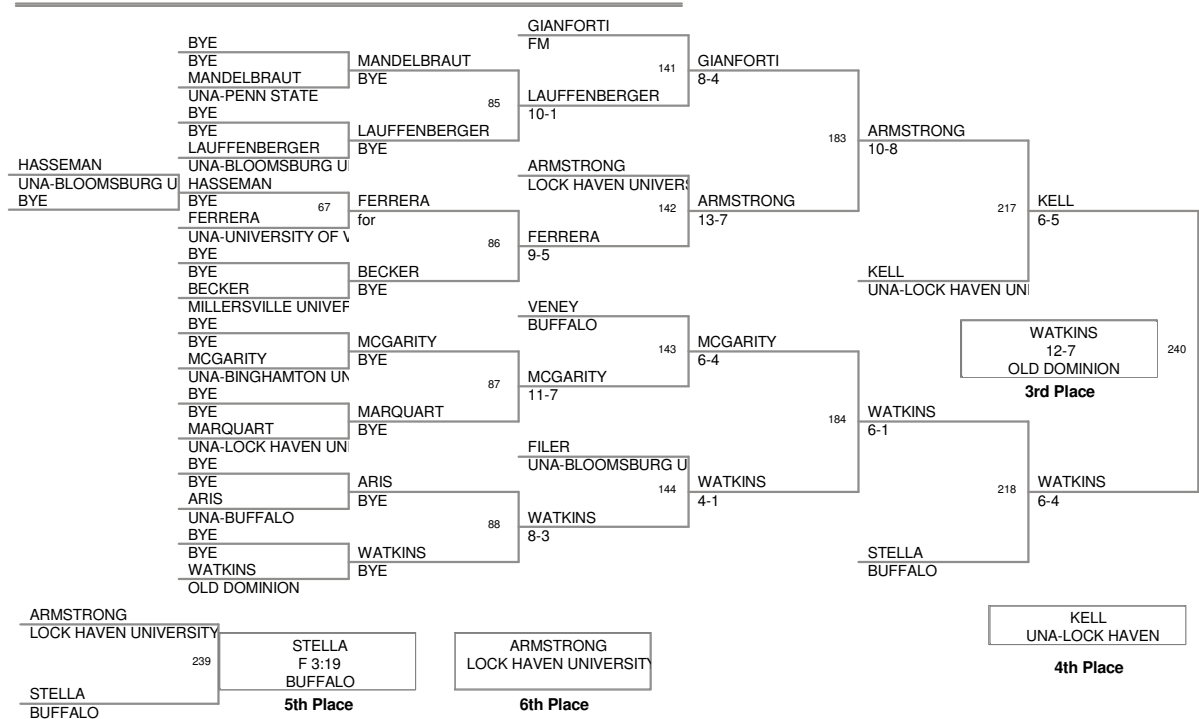 HASSEMAN
UNA-BLOOMSBURG U
BYE
BYE
BYE
MANDELBRAUT
UNA-PENN STATE
BYE
BYE
LAUFFENBERGER
UNA-BLOOMSBURG U
HASSEMAN
BYE
67
FERRERA
UNA-UNIVERSITY OF V
BYE
BYE
BECKER
MILLERSVILLE UNIVER
BYE
BYE
MCGARITY
UNA-BINGHAMTON UN
BYE
BYE
MARQUART
UNA-LOCK HAVEN UNI
BYE
BYE
ARIS
UNA-BUFFALO
BYE
BYE
WATKINS
OLD DOMINION
MANDELBRAUT
BYE
85
LAUFFENBERGER
BYE
FERRERA
for
86
BECKER
BYE
MCGARITY
BYE
87
MARQUART
BYE
ARIS
BYE
88
WATKINS
BYE
GIANFORTI
FM
141
LAUFFENBERGER
10-1
ARMSTRONG
LOCK HAVEN UNIVERS
142
FERRERA
9-5
VENEY
BUFFALO
143
MCGARITY
11-7
FILER
UNA-BLOOMSBURG U
144
WATKINS
8-3
GIANFORTI
8-4
183
ARMSTRONG
13-7
MCGARITY
6-4
184
WATKINS
4-1
ARMSTRONG
10-8
217
KELL
UNA-LOCK HAVEN UNI
WATKINS
6-1
218
STELLA
BUFFALO
KELL
6-5
240
WATKINS
6-4
WATKINS
12-7
OLD DOMINION
3rd Place
KELL
UNA-LOCK HAVEN
4th Place
ARMSTRONG
LOCK HAVEN UNIVERSITY
239
STELLA
BUFFALO
STELLA
F 3:19
BUFFALO
5th Place
ARMSTRONG
LOCK HAVEN UNIVERSITY
6th Place